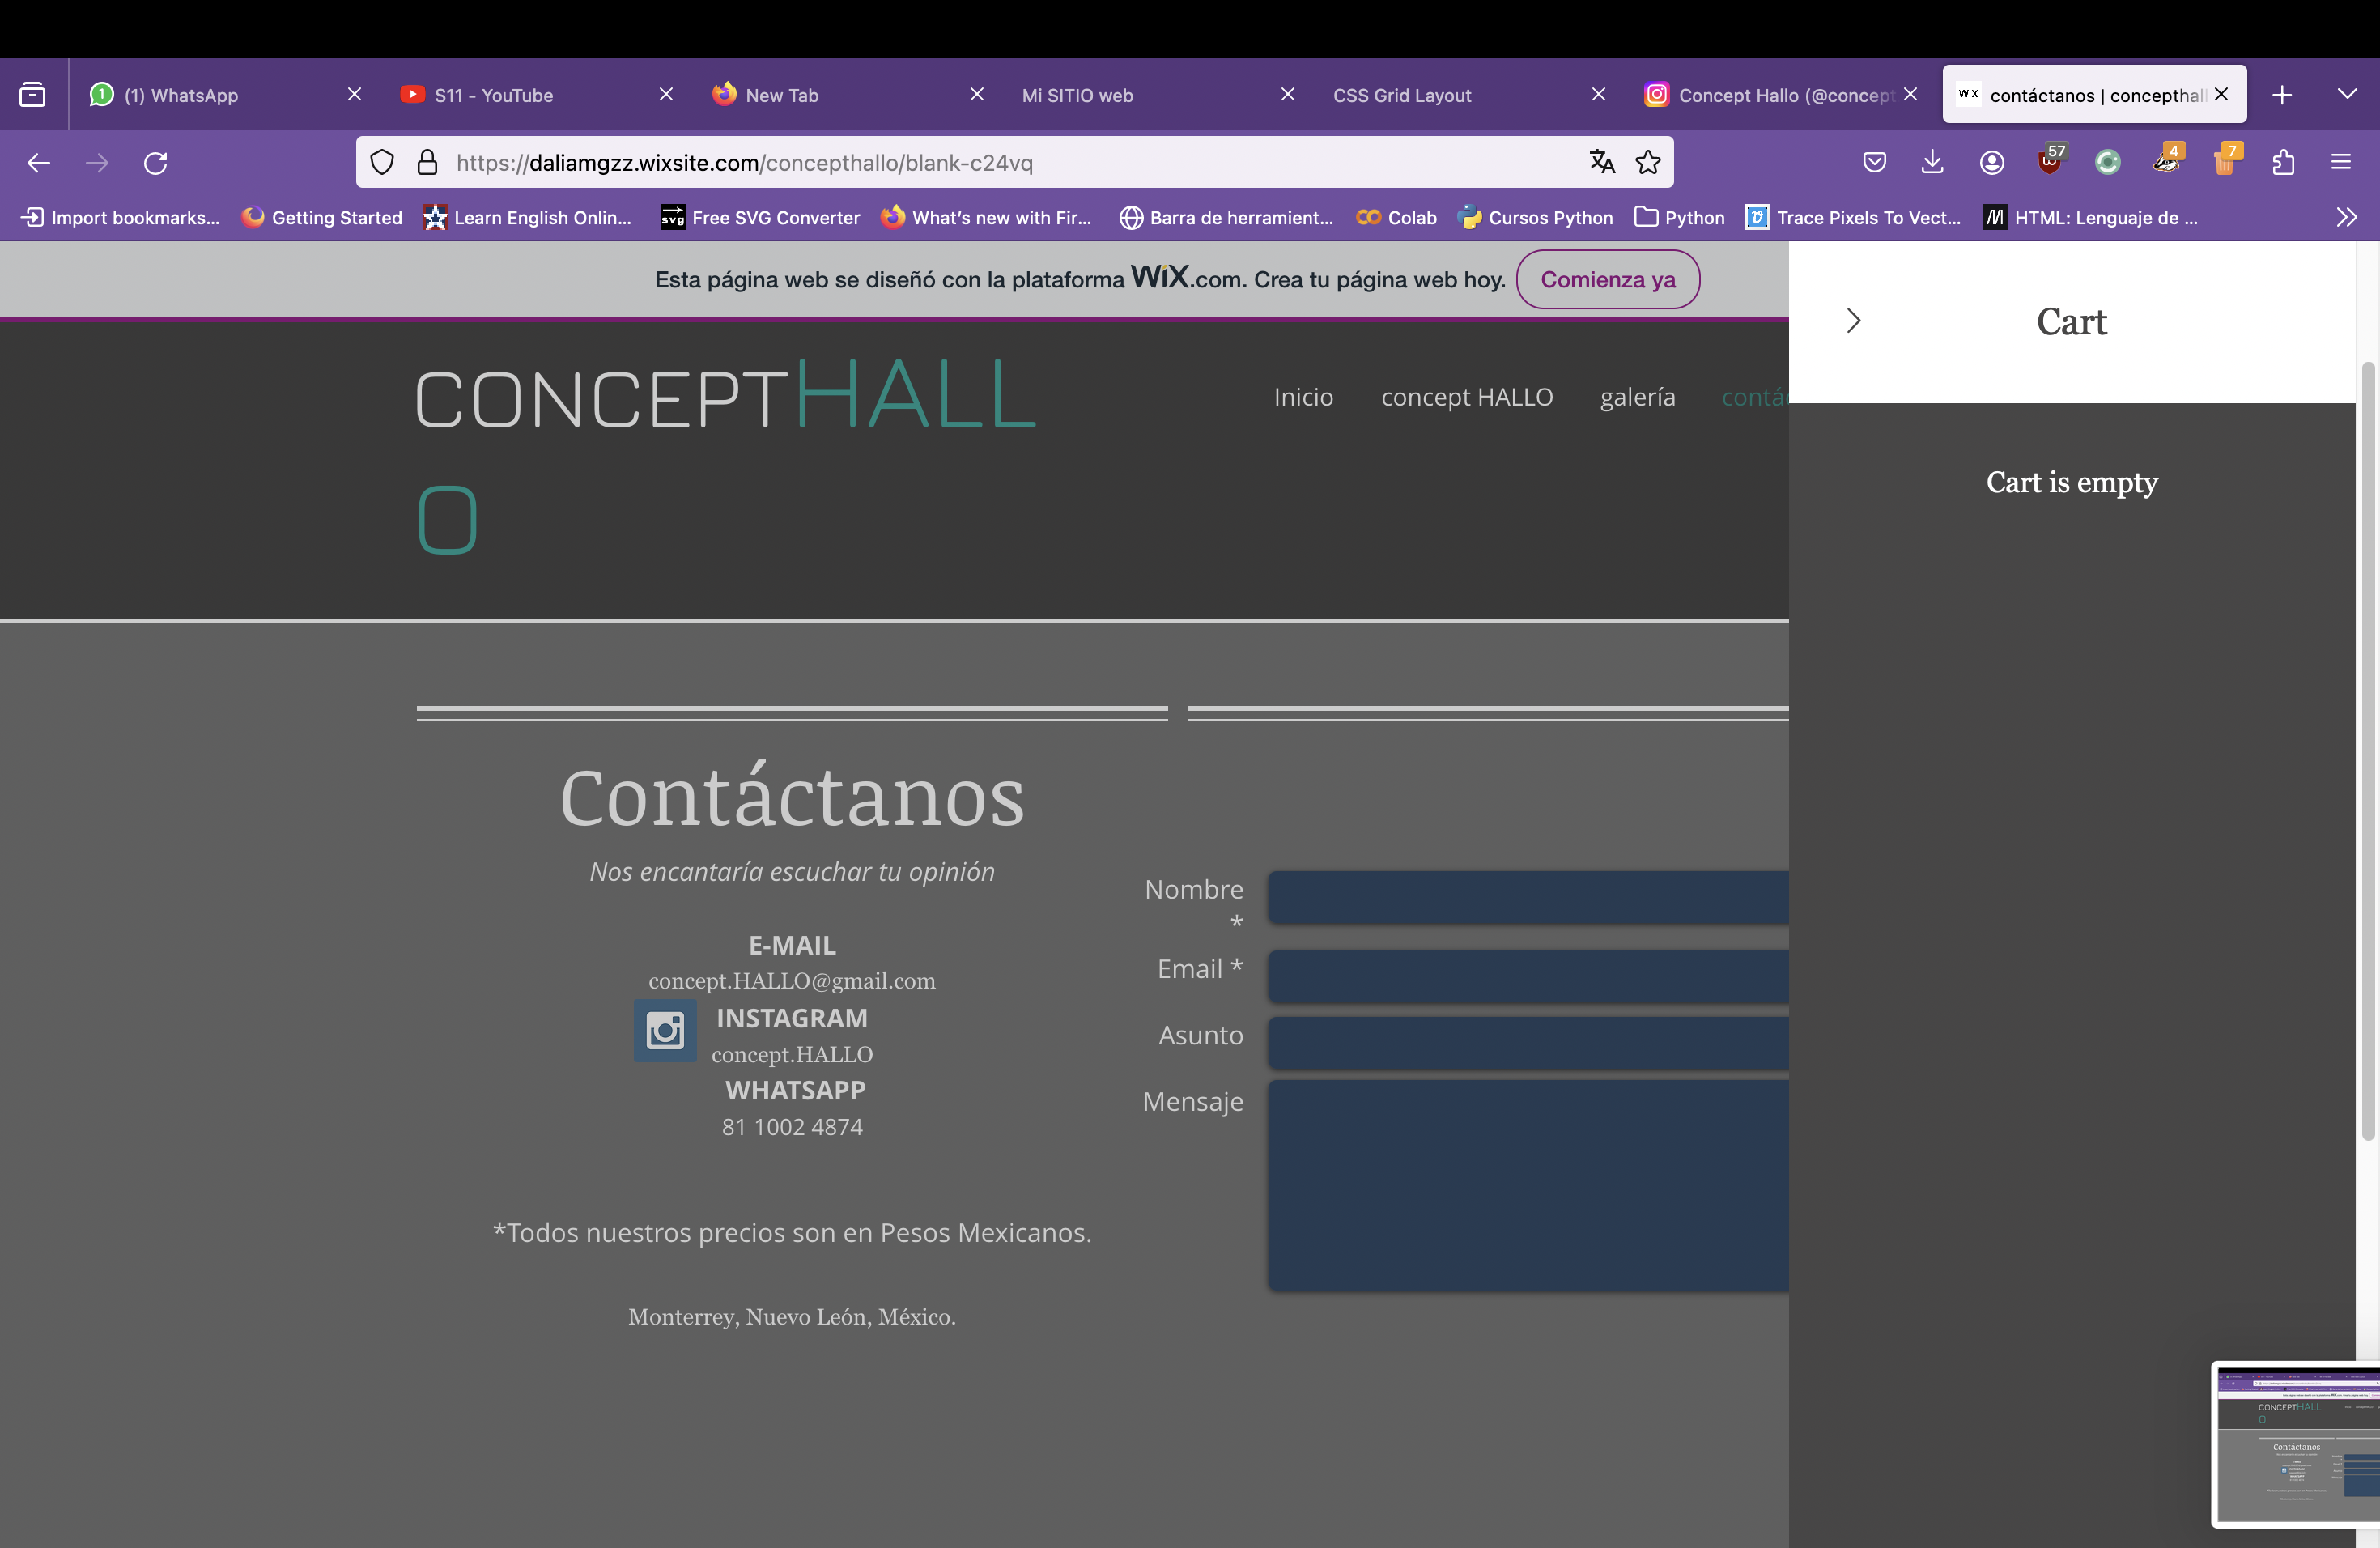 (1) WhatsApp
S11 - YouTube
New Tab
Mi SITIO web
CSS Grid Layout
Concept Hallo (@concept
WiX contáctanos | concepthall
https://daliamgzz.wixsite.com/concepthallo/blank-c24vq
57
4
7
Import bookmarks...
Getting Started
Learn English Onlin...
svg Free SVG Converter
What's new with Fir...
Barra de herramient...
Colab
Cursos Python
Python
Trace Pixels To Vect...
HTML: Lenguaje de ...
Esta página web se diseñó con la plataforma WiX.com. Crea tu página web hoy. Comienza ya
CONCEPTHALL
O
Inicio
concept HALLO
galería
contác
Cart
Cart is empty
Contáctanos
Nos encantaría escuchar tu opinión
E-MAIL
concept.HALLO@gmail.com
INSTAGRAM
concept.HALLO
WHATSAPP
81 1002 4874
*Todos nuestros precios son en Pesos Mexicanos.
Monterrey, Nuevo León, México.
Nombre
*
Email *
Asunto
Mensaje
CONCEPTHALL
O
Contáctanos